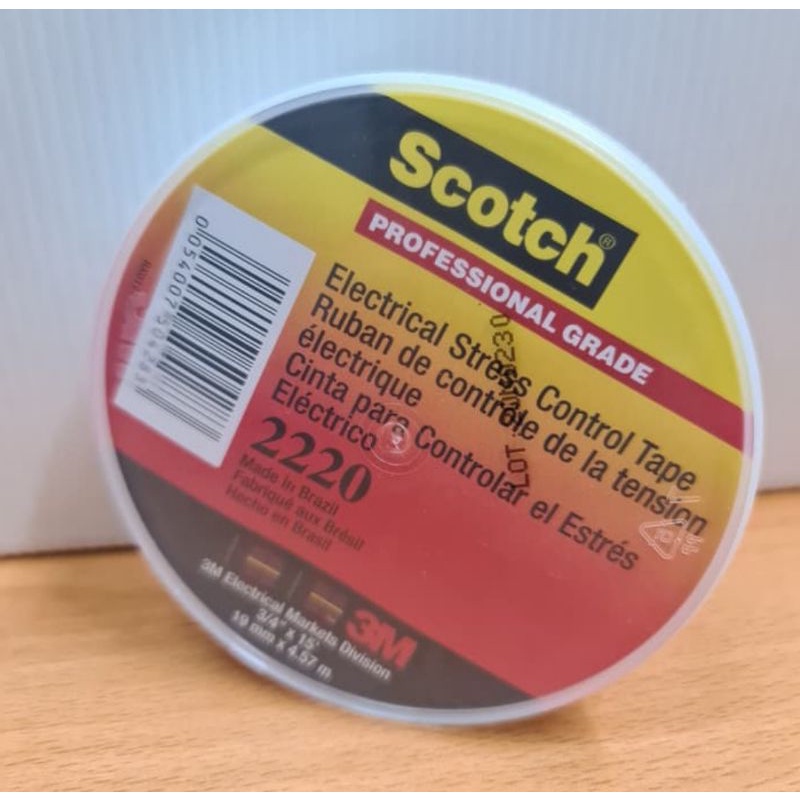 Scotch®
PROFESSIONAL GRADE
Electrical Stress Control Tape
Ruban de contrôle de la tension
électrique
Cinta para Controlar el Estrés
Eléctrico
2220
Made in Brazil
Fabriqué aux Brésil
Hecho en Brasil
3M
3M Electrical Markets Division
3/4" X 15'
19 mm x 4.57 m
LOT